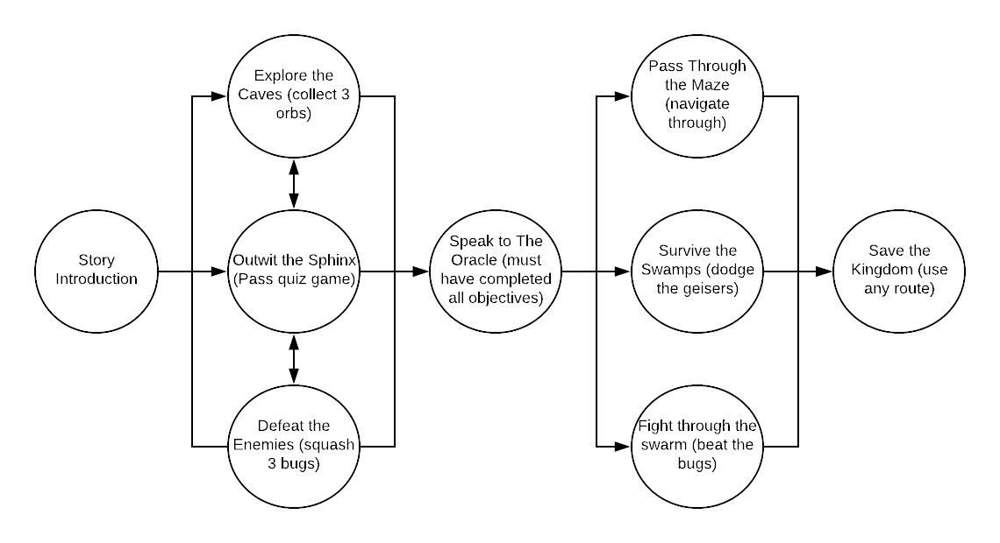 Story
Introduction
Explore the
Caves (collect 3
orbs)
Outwit the Sphinx
(Pass quiz game)
Defeat the
Enemies (squash
3 bugs)
Speak to The
Oracle (must
have completed
all objectives)
Pass Through
the Maze
(navigate
through)
Survive the
Swamps (dodge
the geisers)
Fight through the
swarm (beat the
bugs)
Save the
Kingdom (use
any route)